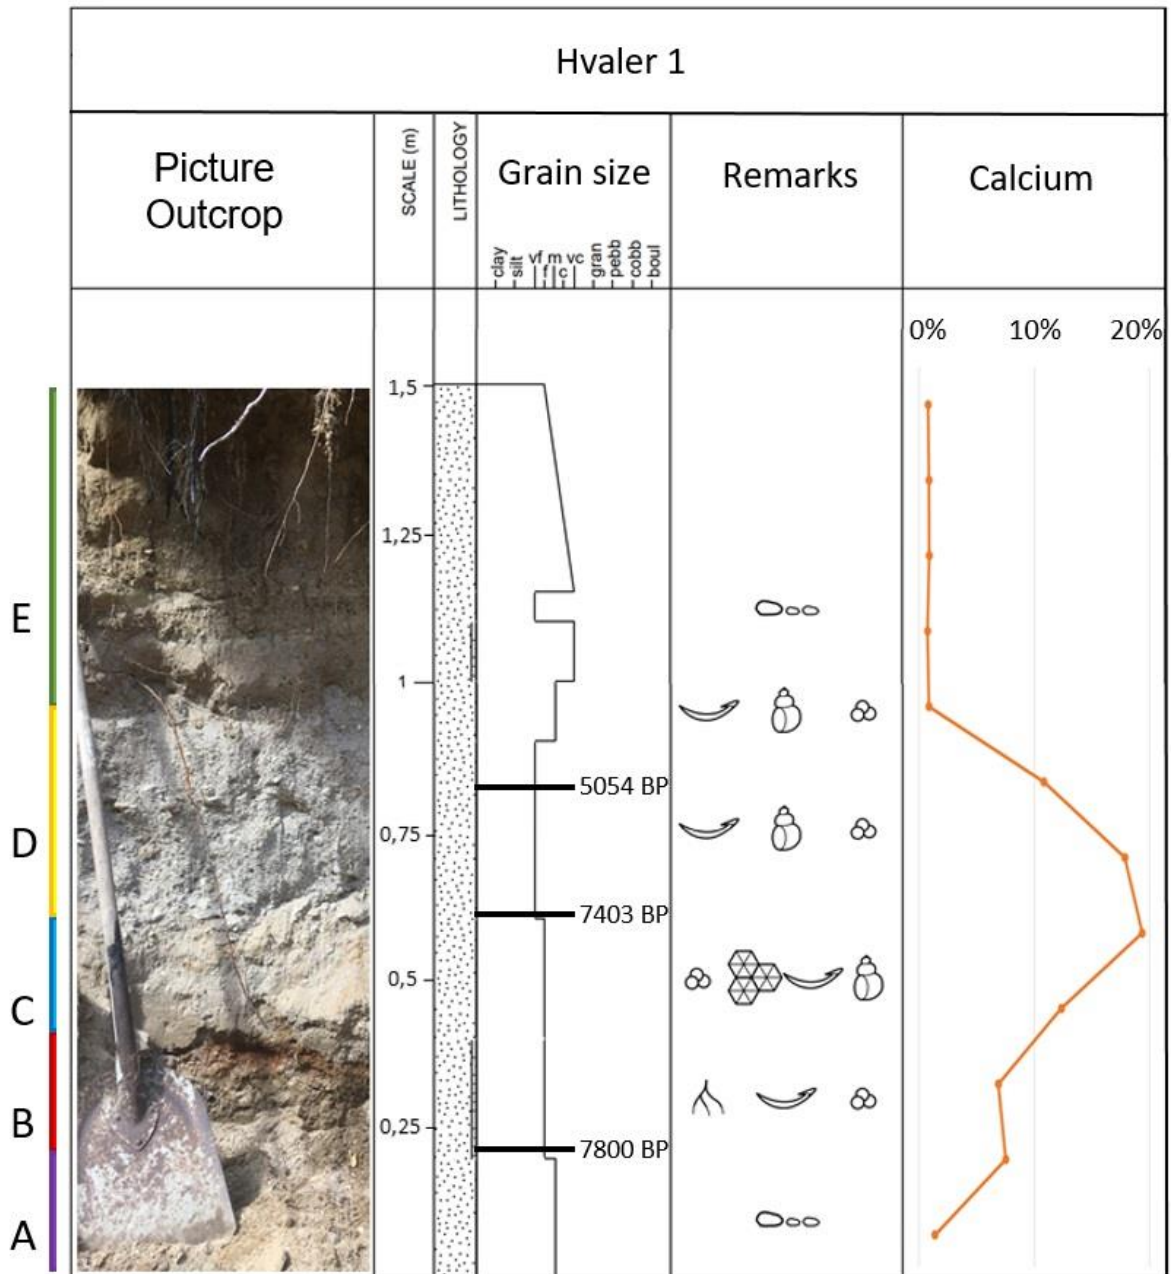 Hvaler 1
Picture
Outcrop
SCALE (m)
LITHOLOGY
Grain size
clay
silt
vf
f
m
c
vc
gran
pebb
cobb
boul
Remarks
Calcium
0% 10% 20%
1,5
1,25
E
1
5054 BP
0,75
D
7403 BP
0,5
C
0,25
B
7800 BP
A